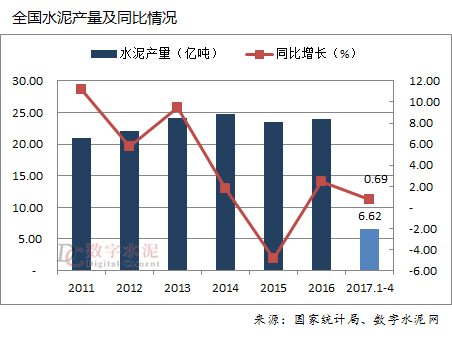 全国水泥产量及同比情况
水泥产量（亿吨） 同比增长（%）
30.00 12.00
25.00 10.00
20.00 8.00
15.00 6.00
10.00 4.00
5.00 2.00
- -
-2.00
-4.00
-6.00
0.69
6.62
数字水泥
Digital Cement
2011 2012 2013 2014 2015 2016 2017.1-4
来源：国家统计局、数字水泥网